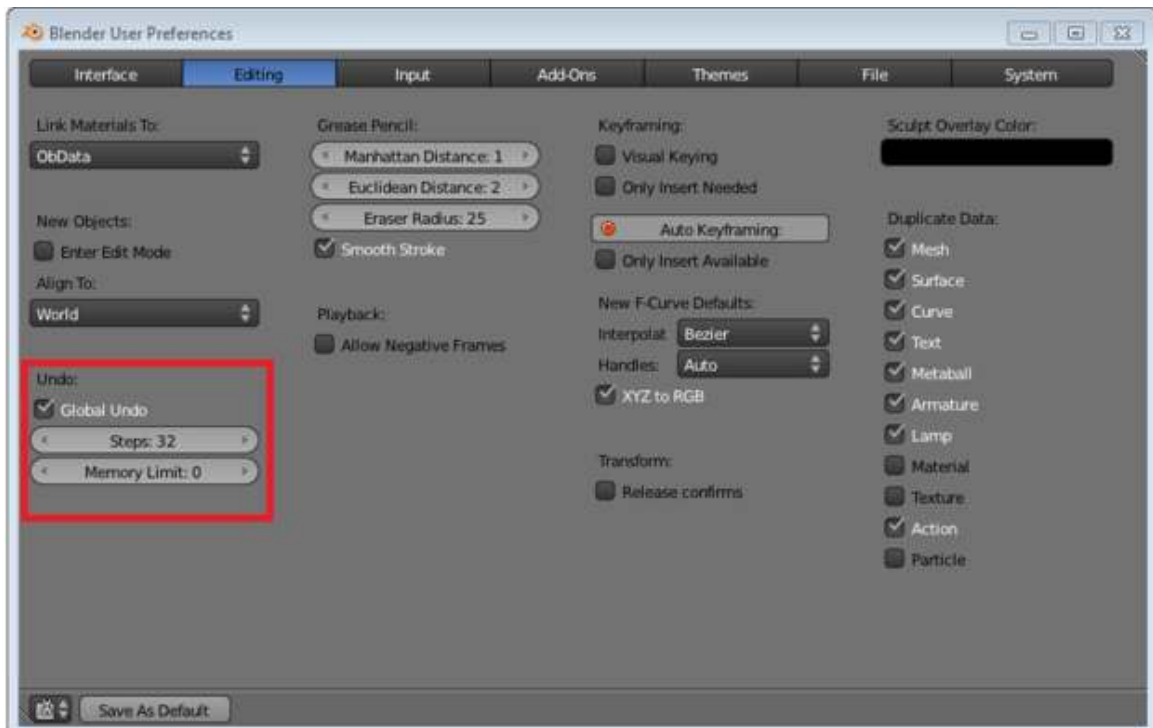 Blender User Preferences
Interface
Editing
Input
Add-Ons
Themes
File
System
Link Materials To:
ObData
New Objects:
Enter Edit Mode
Align To:
World
Undo:
Global Undo
Steps: 32
Memory Limit: 0
Grease Pencil:
Manhattan Distance: 1
Euclidean Distance: 2
Eraser Radius: 25
Smooth Stroke
Playback:
Allow Negative Frames
Keyframing:
Visual Keying
Only Insert Needed
Auto Keyframing:
Only Insert Available
New F-Curve Defaults:
Interpolat Bezier
Handles: Auto
XYZ to RGB
Transform:
Release confirms
Sculpt Overlay Color:
Duplicate Data:
Mesh
Surface
Curve
Text
Metaball
Armature
Lamp
Material
Texture
Action
Particle
Save As Default